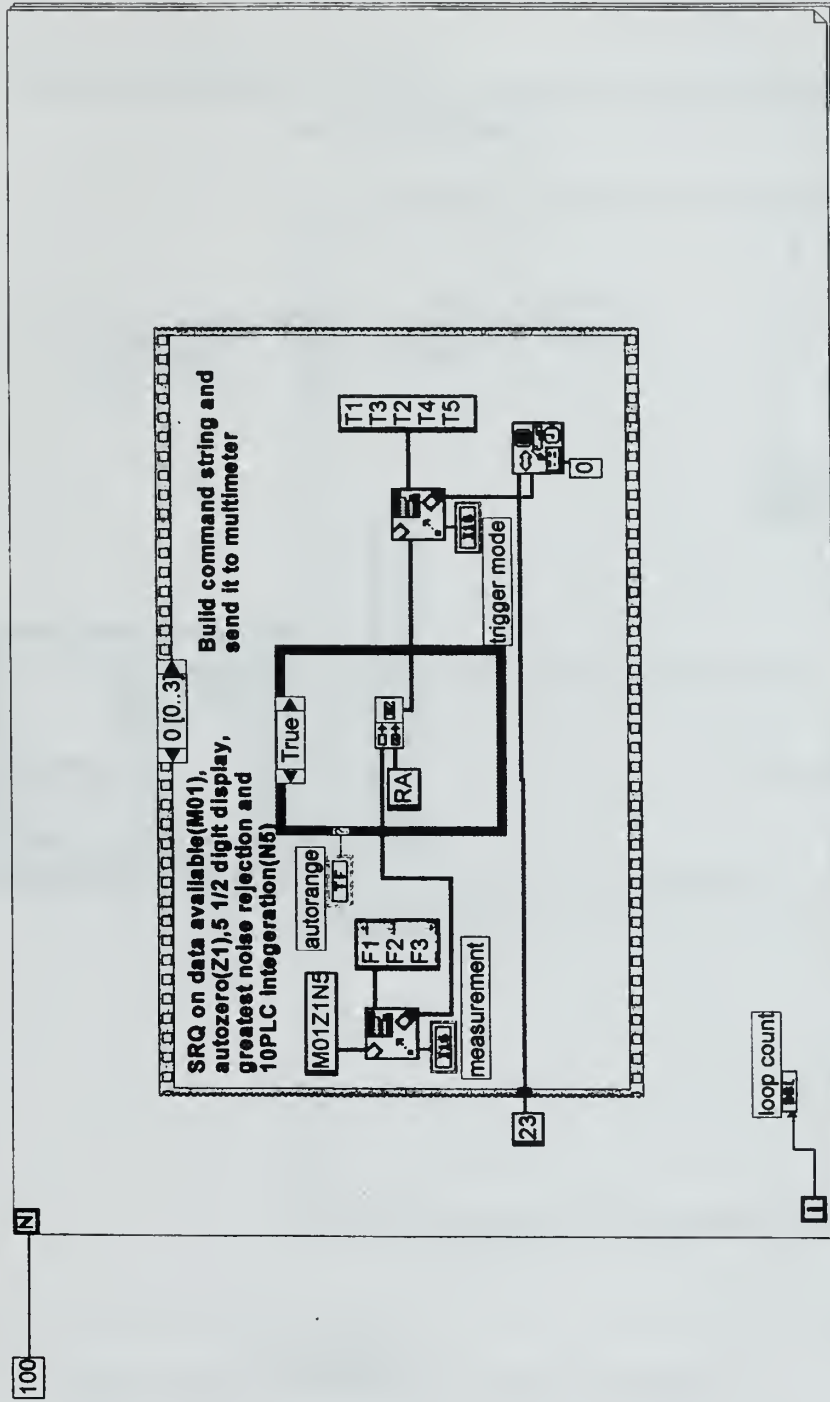 100
N
0 [0..3]
SRQ on data available(M01),
autozero(Z1),5 1/2 digit display,
greatest noise rejection and
10PLC integeration(N5)
Build command string and
send it to multimeter
M01Z1N5
F1
F2
F3
measurement
autorange
TF
True
RA
T1
T3
T2
T4
T5
trigger mode
0
23
loop count
i